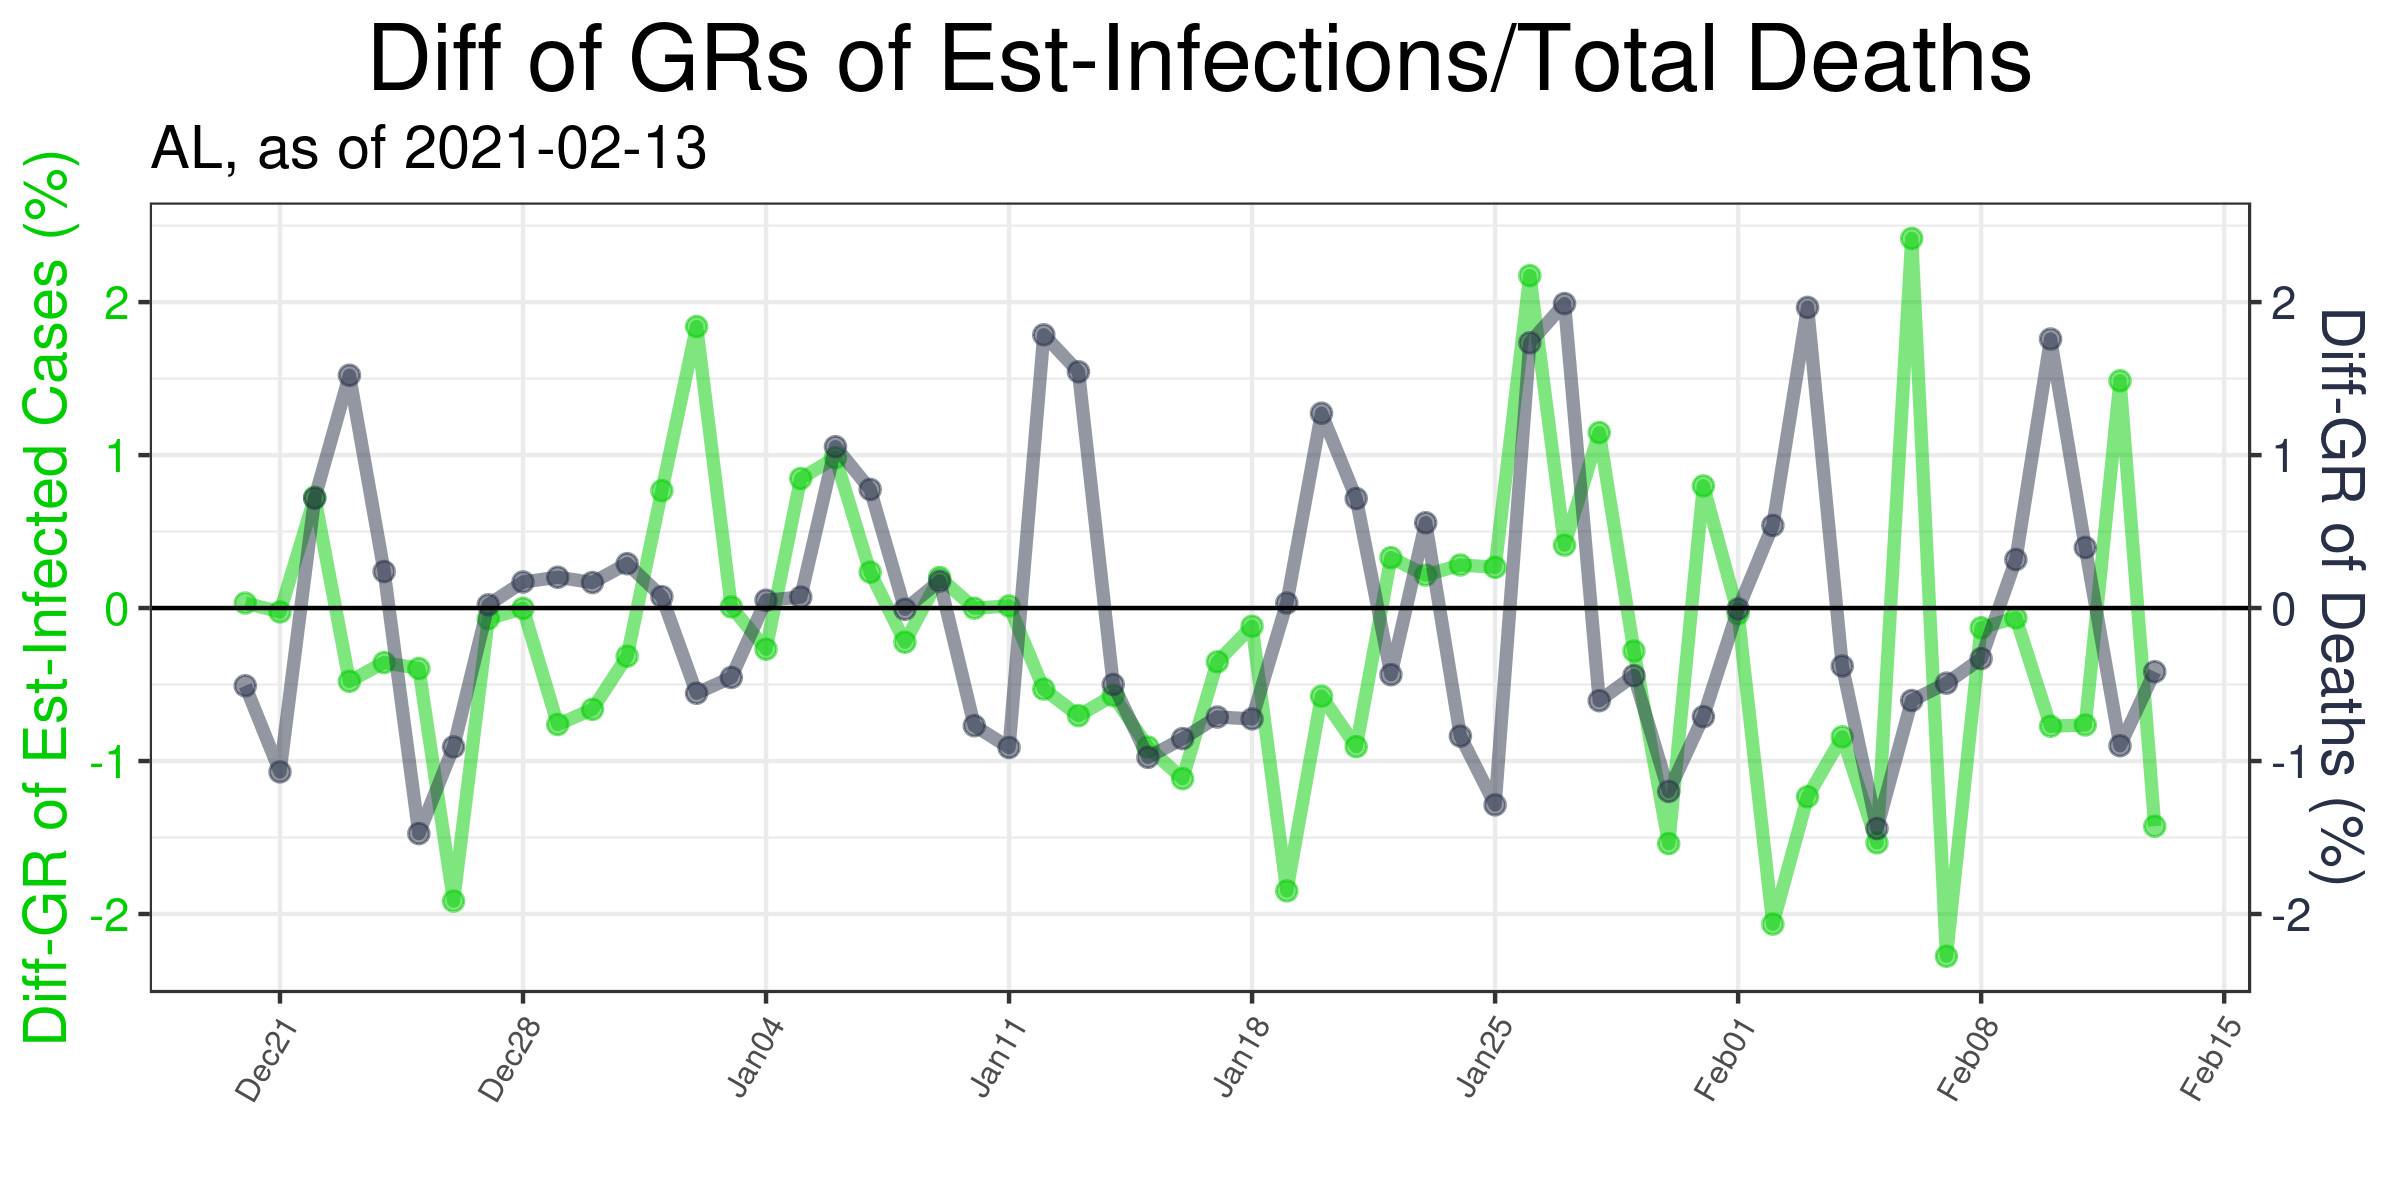 Diff of GRs of Est-Infections/Total Deaths
AL, as of 2021-02-13
Diff-GR of Est-Infected Cases (%)
2
1
0
-1
-2
2
1
0
-1
-2
Diff-GR of Deaths (%)
Dec21
Dec28
Jan04
Jan11
Jan18
Jan25
Feb01
Feb08
Feb15